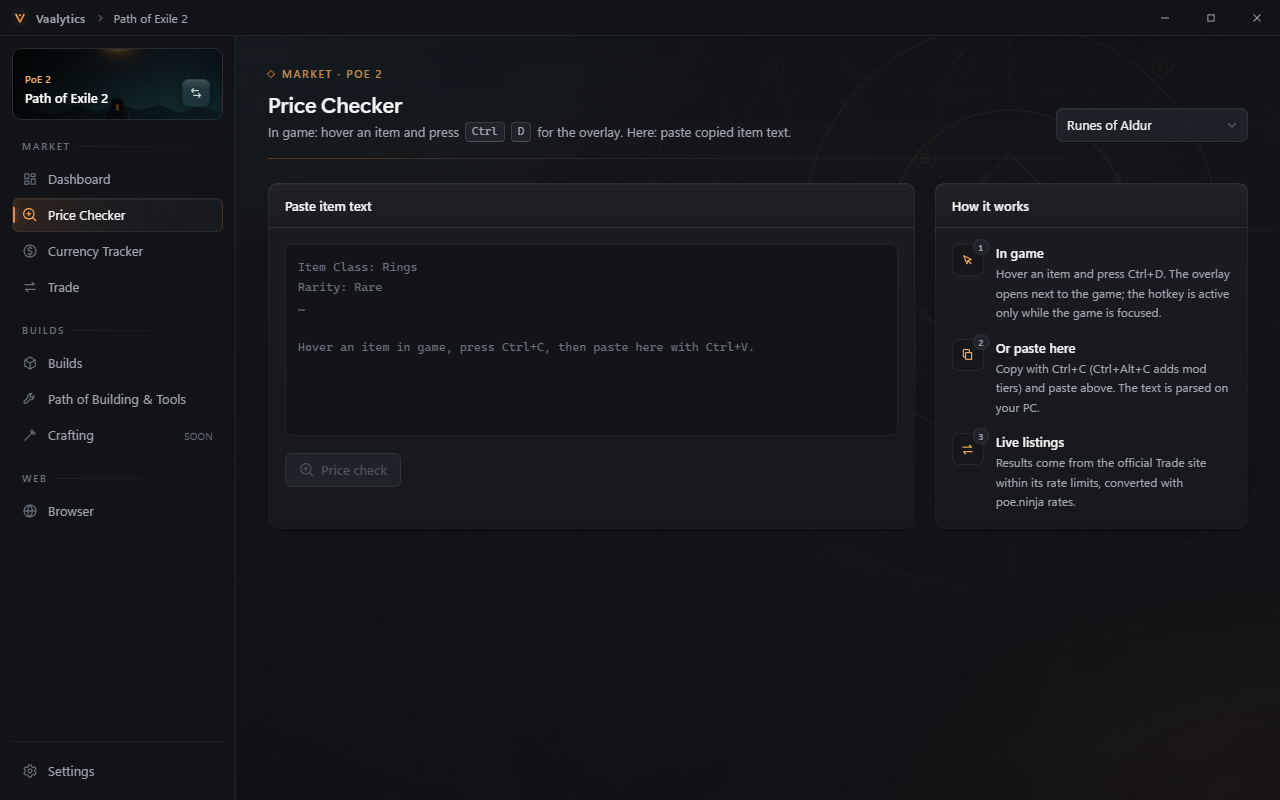 Vaalytics > Path of Exile 2
PoE 2
Path of Exile 2
MARKET
Dashboard
Price Checker
Currency Tracker
Trade
BUILDS
Builds
Path of Building & Tools
Crafting SOON
WEB
Browser
Settings
MARKET · POE 2
Price Checker
In game: hover an item and press Ctrl D for the overlay. Here: paste copied item text.
Runes of Aldur
Paste item text
Item Class: Rings
Rarity: Rare
…
Hover an item in game, press Ctrl+C, then paste here with Ctrl+V.
Price check
How it works
1
In game
Hover an item and press Ctrl+D. The overlay
opens next to the game; the hotkey is active
only while the game is focused.
2
Or paste here
Copy with Ctrl+C (Ctrl+Alt+C adds mod
tiers) and paste above. The text is parsed on
your PC.
3
Live listings
Results come from the official Trade site
within its rate limits, converted with
poe.ninja rates.